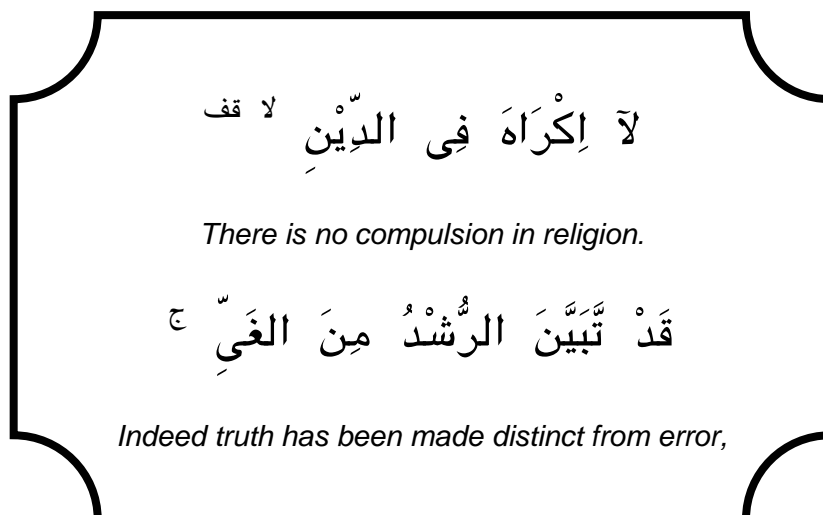 لَآ اِكْرَاهَ فِی الدِّيْنِ ۙ قف
There is no compulsion in religion.
قَدْ تَّبَيَّنَ الرُّشْدُ مِنَ الغَیِّ ۚ
Indeed truth has been made distinct from error,